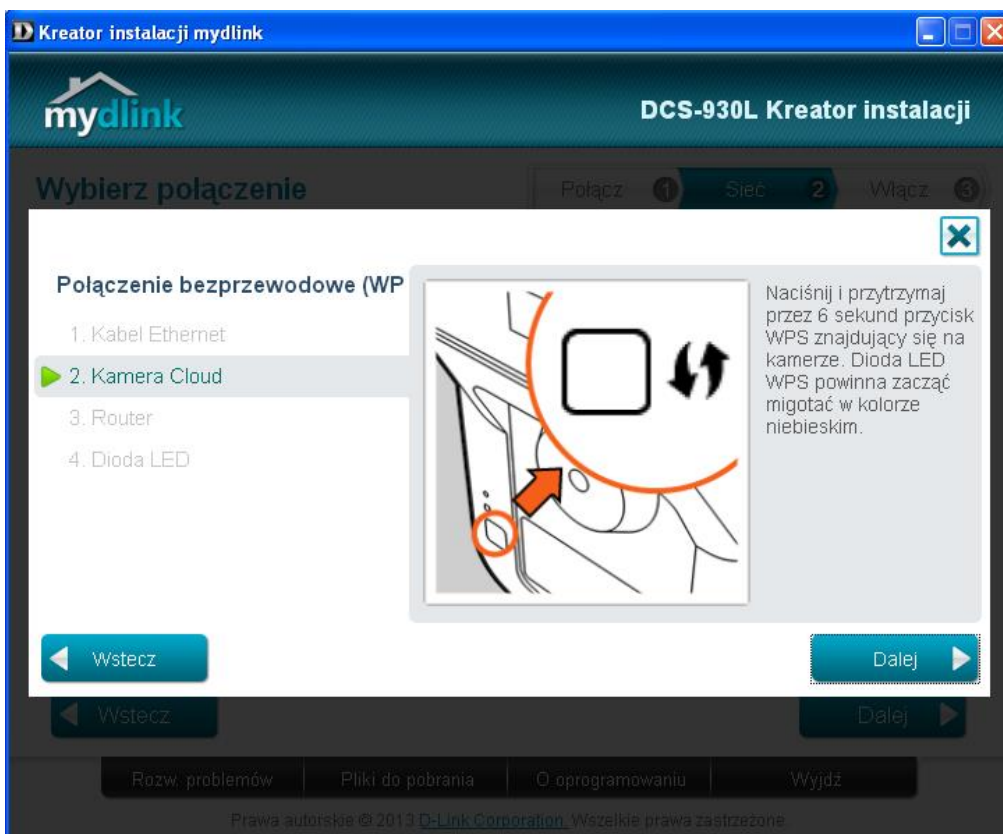 Kreator instalacji mydlink
mydlink
DCS-930L Kreator instalacji
Wybierz połączenie
Połącz 1 Sieć 2 Włącz 3
Połączenie bezprzewodowe (WP
1. Kabel Ethernet
2. Kamera Cloud
3. Router
4. Dioda LED
Naciśnij i przytrzymaj
przez 6 sekund przycisk
WPS znajdujący się na
kamerze. Dioda LED
WPS powinna zacząć
migotać w kolorze
niebieskim.
Wstecz
Dalej
Wstecz
Dalej
Rozw. problemów Pliki do pobrania O oprogramowaniu Wyjdź
Prawa autorskie @ 2013 D-Link Corporation. Wszelkie prawa zastrzeżone.